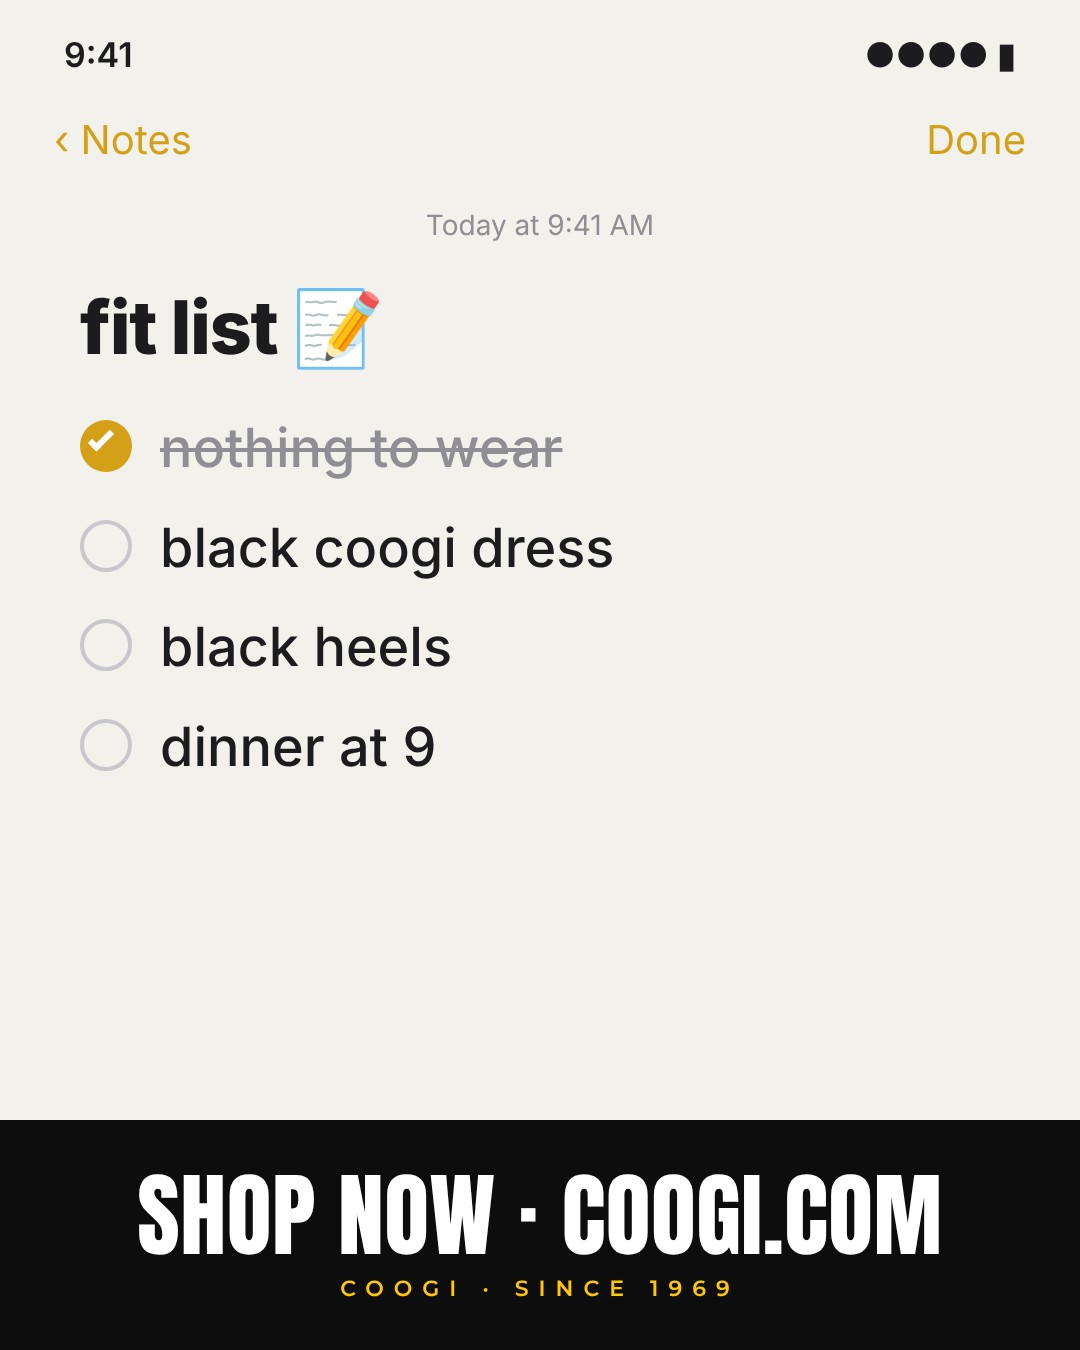 9:41
‹ Notes
Done
Today at 9:41 AM
fit list 📝
nothing to wear
black coogi dress
black heels
dinner at 9
SHOP NOW · COOGI.COM
COOGI · SINCE 1969